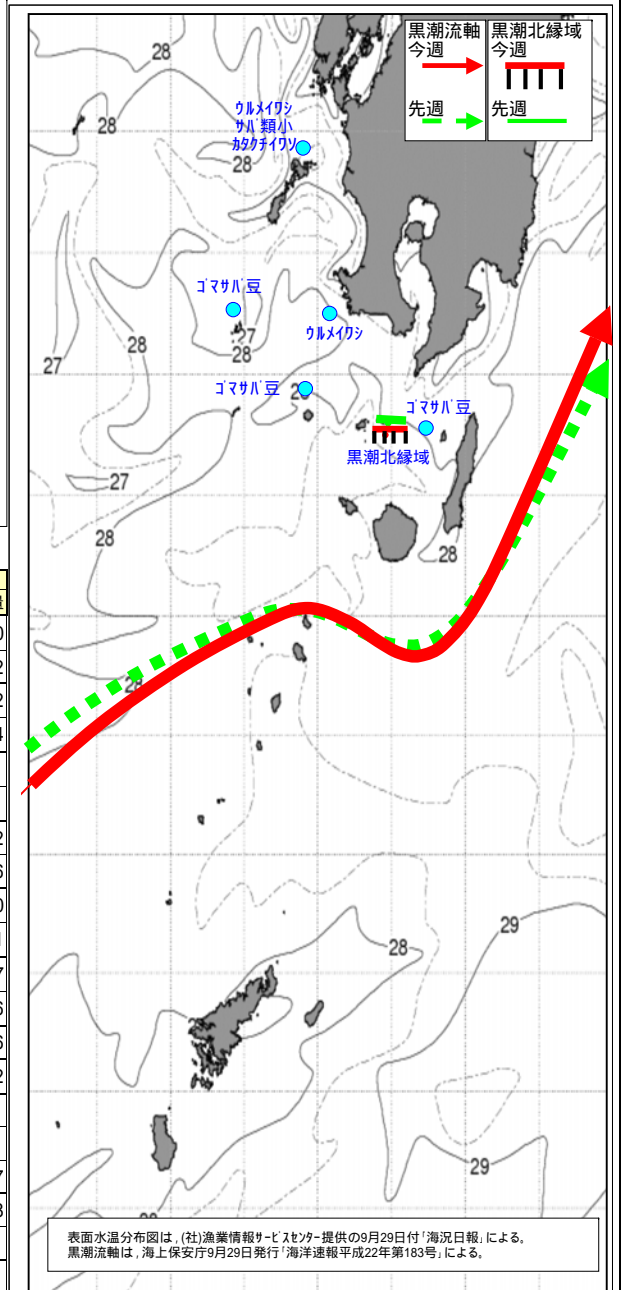 黒潮流軸
今週
先週
黒潮北縁域
今週
先週
28
28
28
ウルメイワシ
サバ類小
カタクチイワシ
ゴマサバ豆
27
28
28
27
ウルメイワシ
ゴマサバ豆
ゴマサバ豆
黒潮北縁域
27
28
28
28
28
29
29
表面水温分布図は,(社)漁業情報サービスセンター提供の9月29日付「海況日報」による。
黒潮流軸は,海上保安庁9月29日発行「海洋速報平成22年第183号」による。